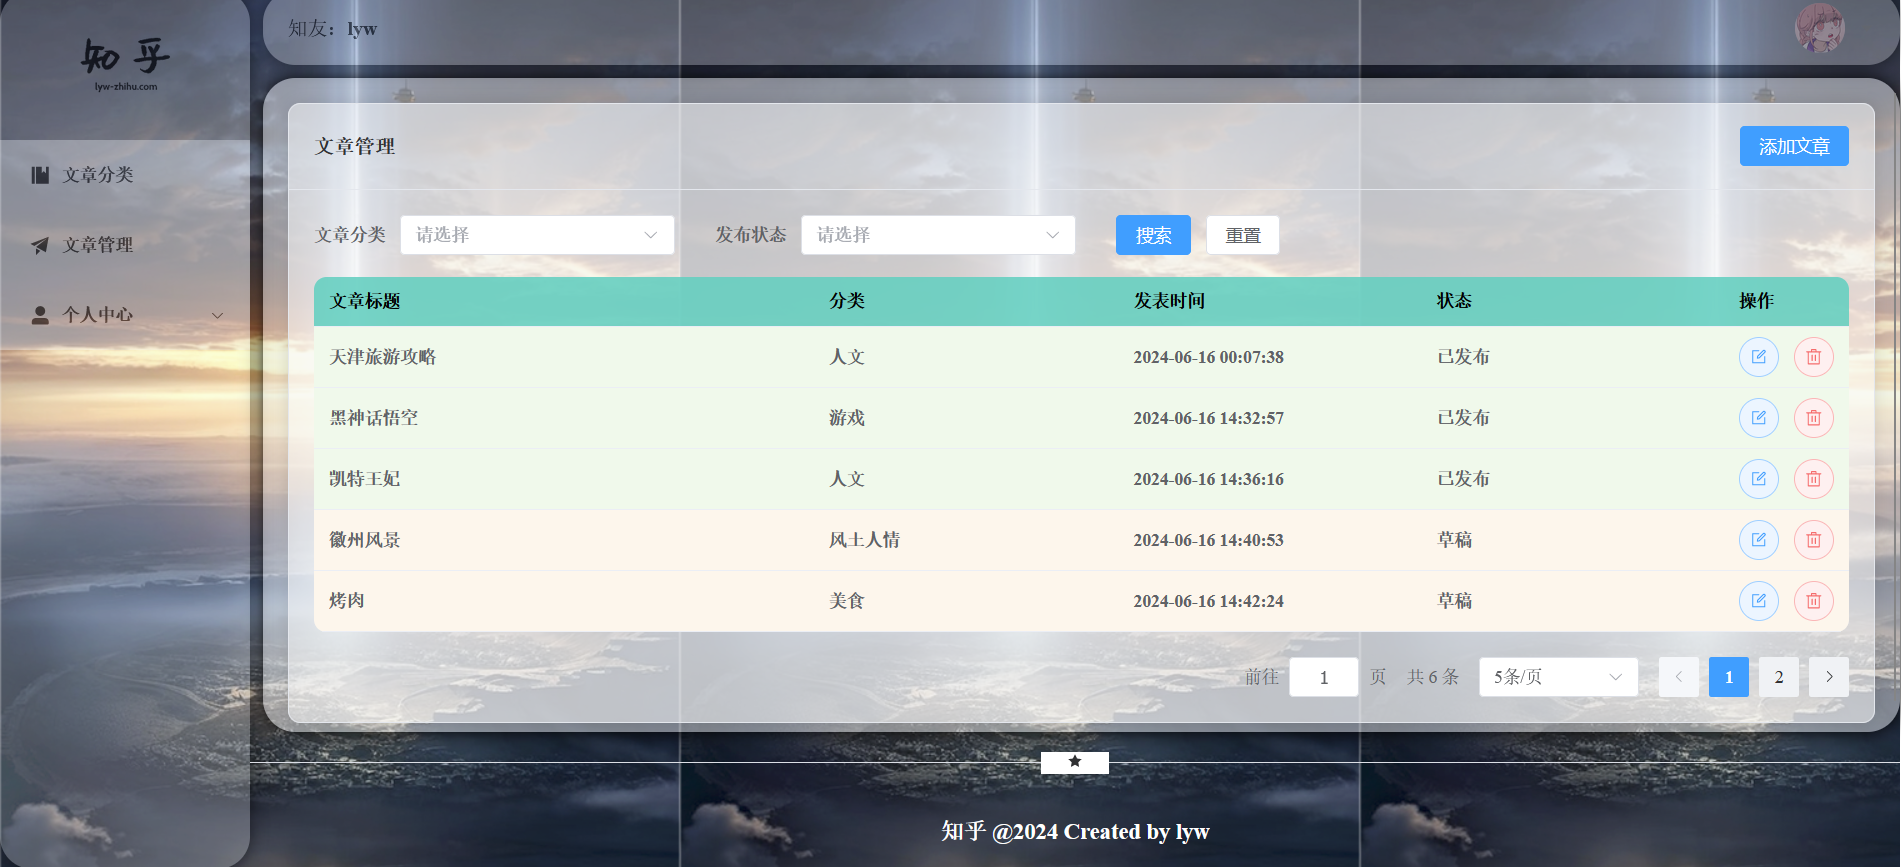 知乎
lyw-zhihu.com
文章分类
文章管理
个人中心
知友：lyw
文章管理
添加文章
文章分类 请选择 发布状态 请选择 搜索 重置
文章标题 分类 发表时间 状态 操作
天津旅游攻略 人文 2024-06-16 00:07:38 已发布
黑神话悟空 游戏 2024-06-16 14:32:57 已发布
凯特王妃 人文 2024-06-16 14:36:16 已发布
徽州风景 风土人情 2024-06-16 14:40:53 草稿
烤肉 美食 2024-06-16 14:42:24 草稿
前往 1 页 共 6 条 5条/页 1 2
知乎 @2024 Created by lyw